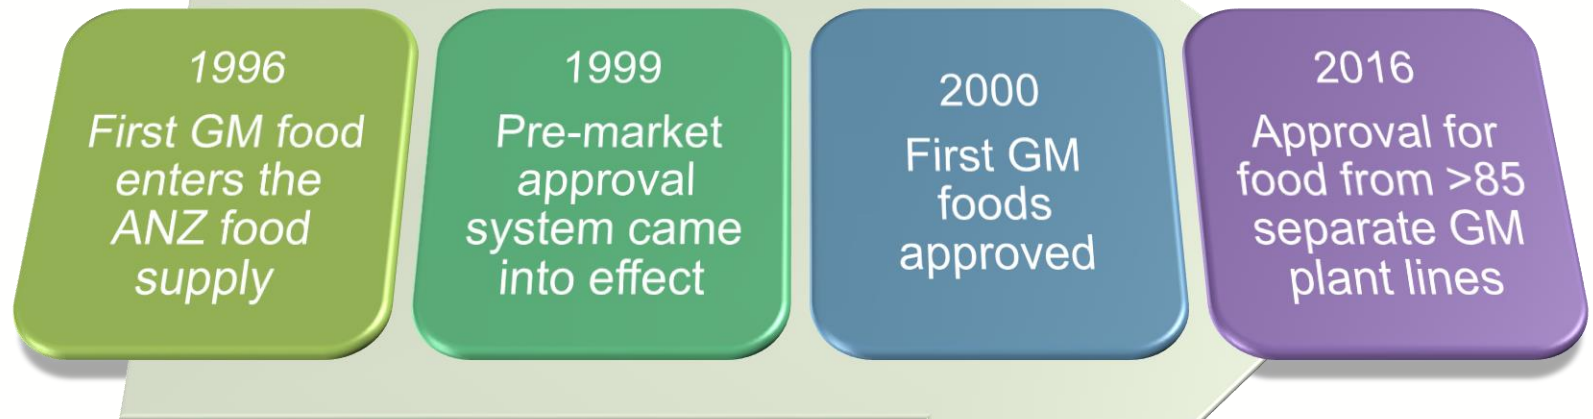 1996
First GM food
enters the
ANZ food
supply
1999
Pre-market
approval
system came
into effect
2000
First GM
foods
approved
2016
Approval for
food from >85
separate GM
plant lines